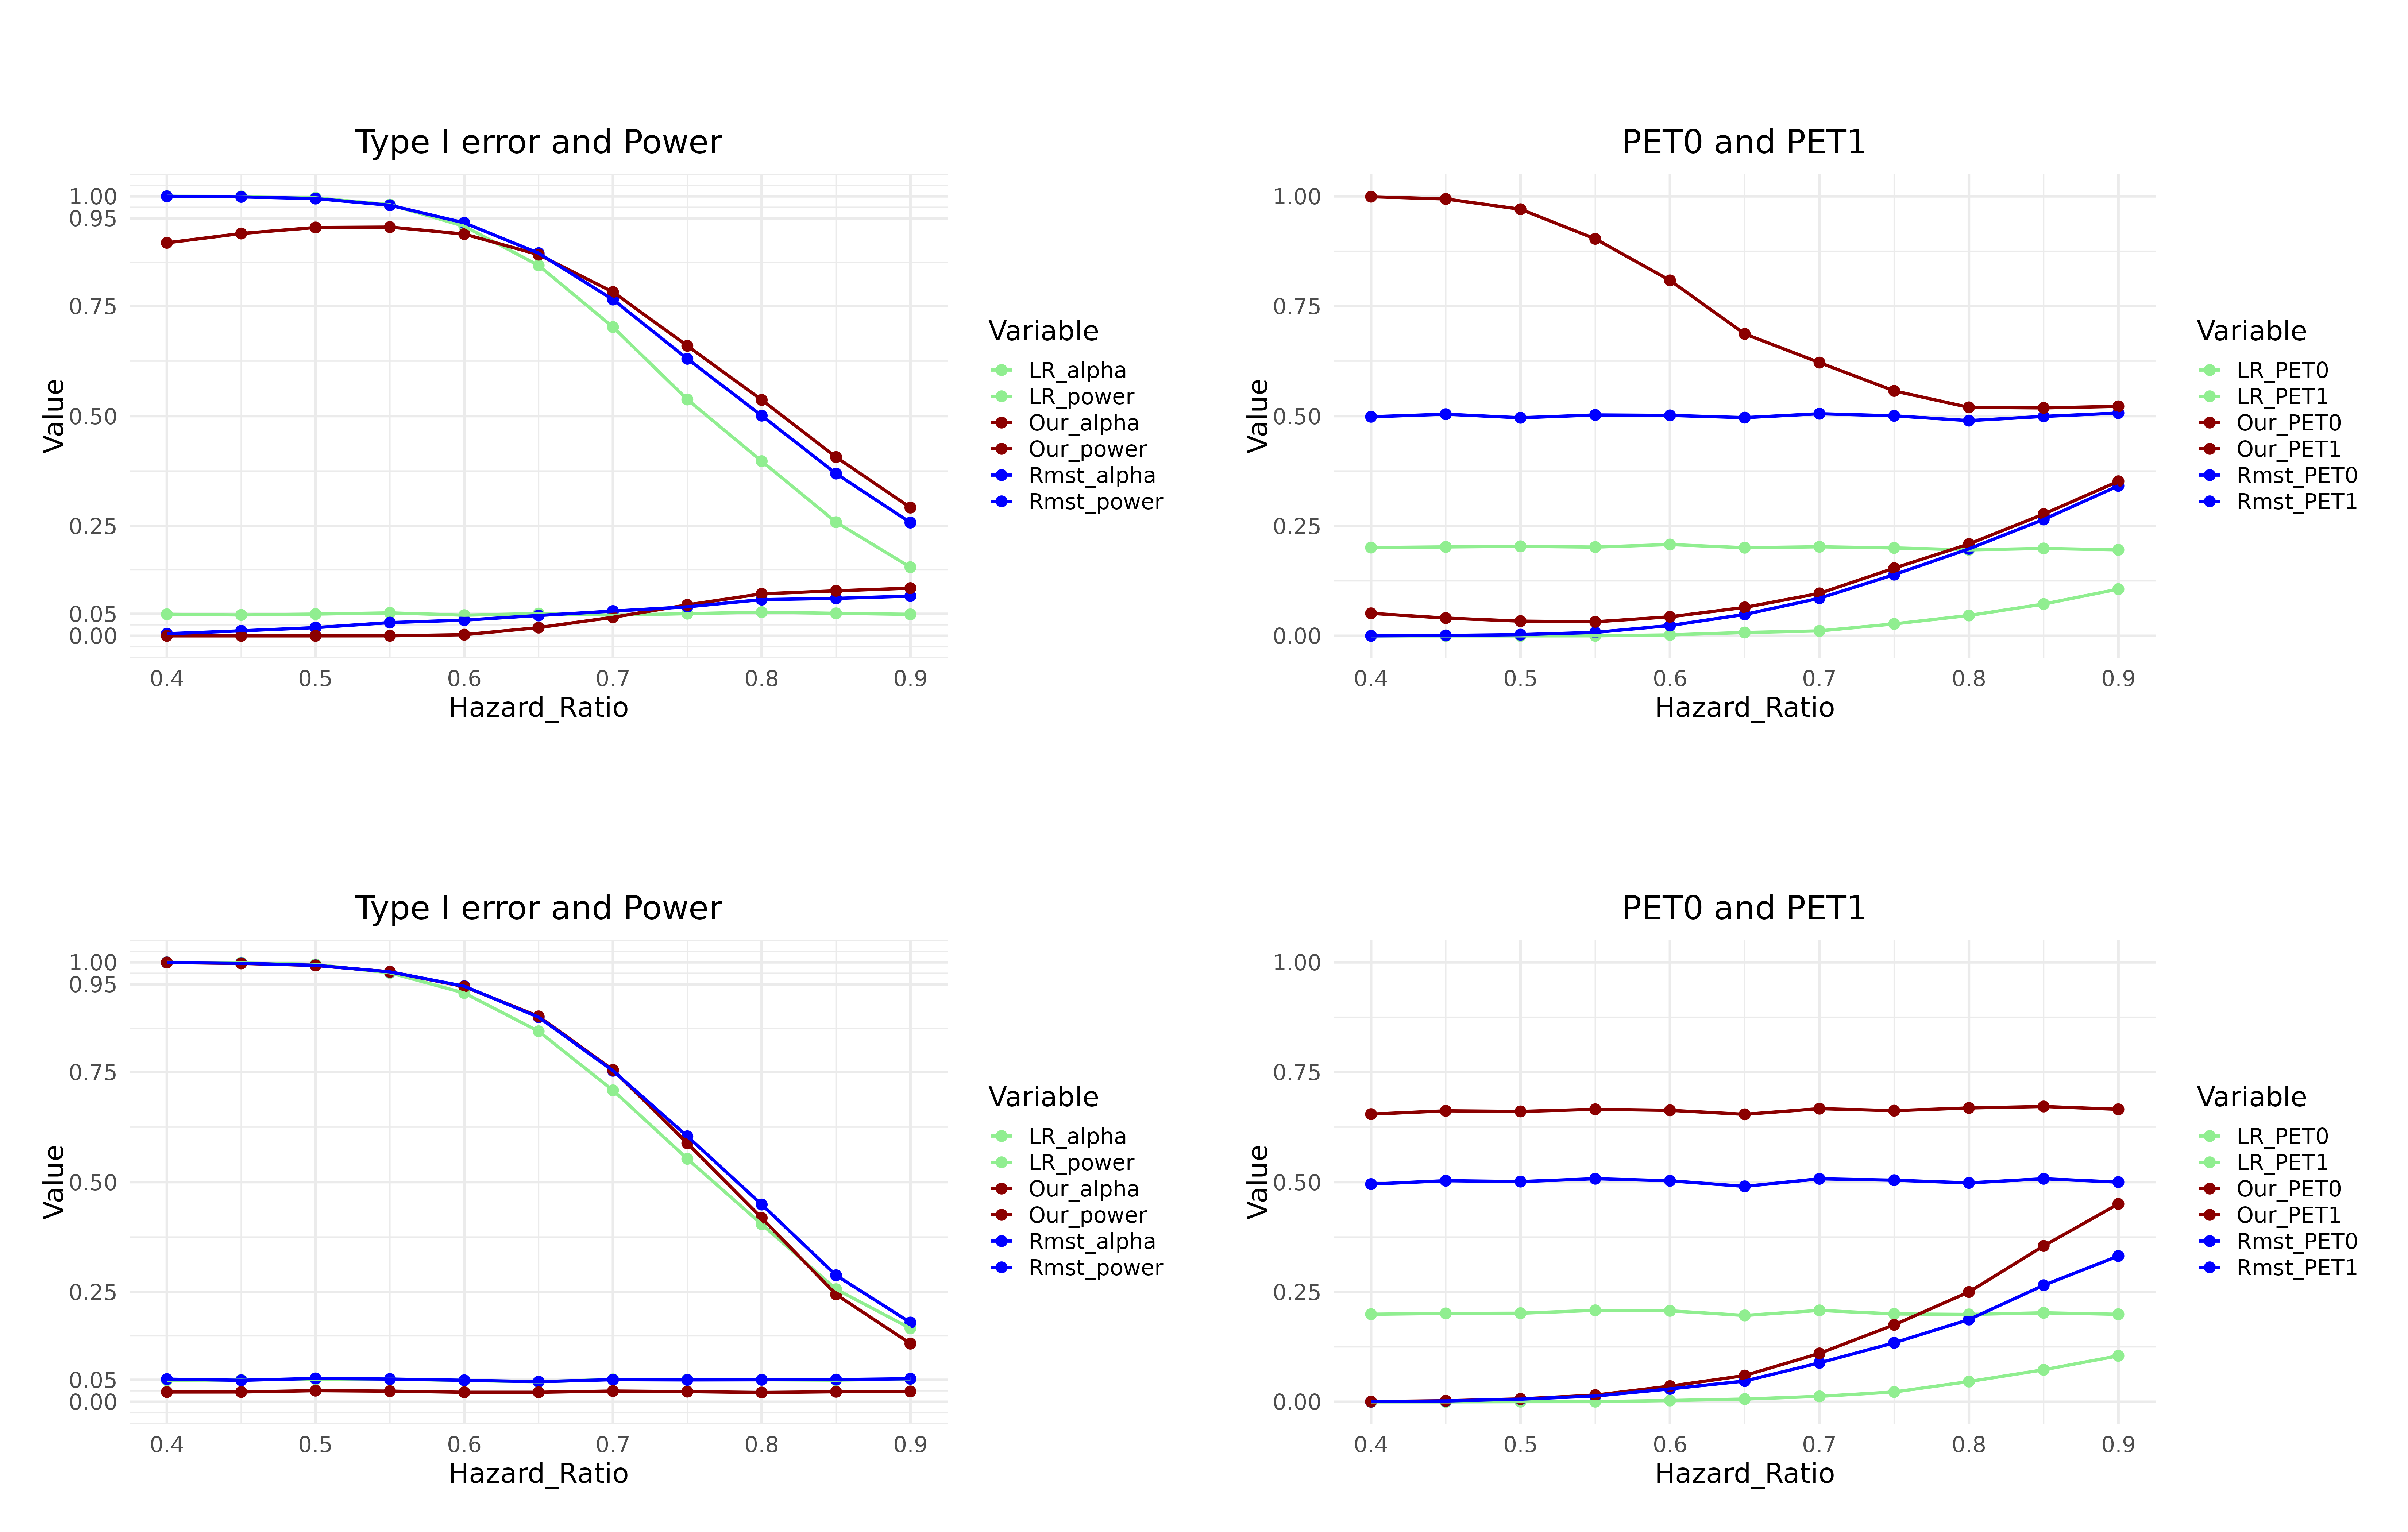 Type I error and Power
Value
1.00
0.95
0.75
0.50
0.25
0.05
0.00
0.4 0.5 0.6 0.7 0.8 0.9
Hazard_Ratio
Variable
LR_alpha
LR_power
Our_alpha
Our_power
Rmst_alpha
Rmst_power
PET0 and PET1
Value
1.00
0.75
0.50
0.25
0.00
0.4 0.5 0.6 0.7 0.8 0.9
Hazard_Ratio
Variable
LR_PET0
LR_PET1
Our_PET0
Our_PET1
Rmst_PET0
Rmst_PET1
Type I error and Power
Value
1.00
0.95
0.75
0.50
0.25
0.05
0.00
0.4 0.5 0.6 0.7 0.8 0.9
Hazard_Ratio
Variable
LR_alpha
LR_power
Our_alpha
Our_power
Rmst_alpha
Rmst_power
PET0 and PET1
Value
1.00
0.75
0.50
0.25
0.00
0.4 0.5 0.6 0.7 0.8 0.9
Hazard_Ratio
Variable
LR_PET0
LR_PET1
Our_PET0
Our_PET1
Rmst_PET0
Rmst_PET1